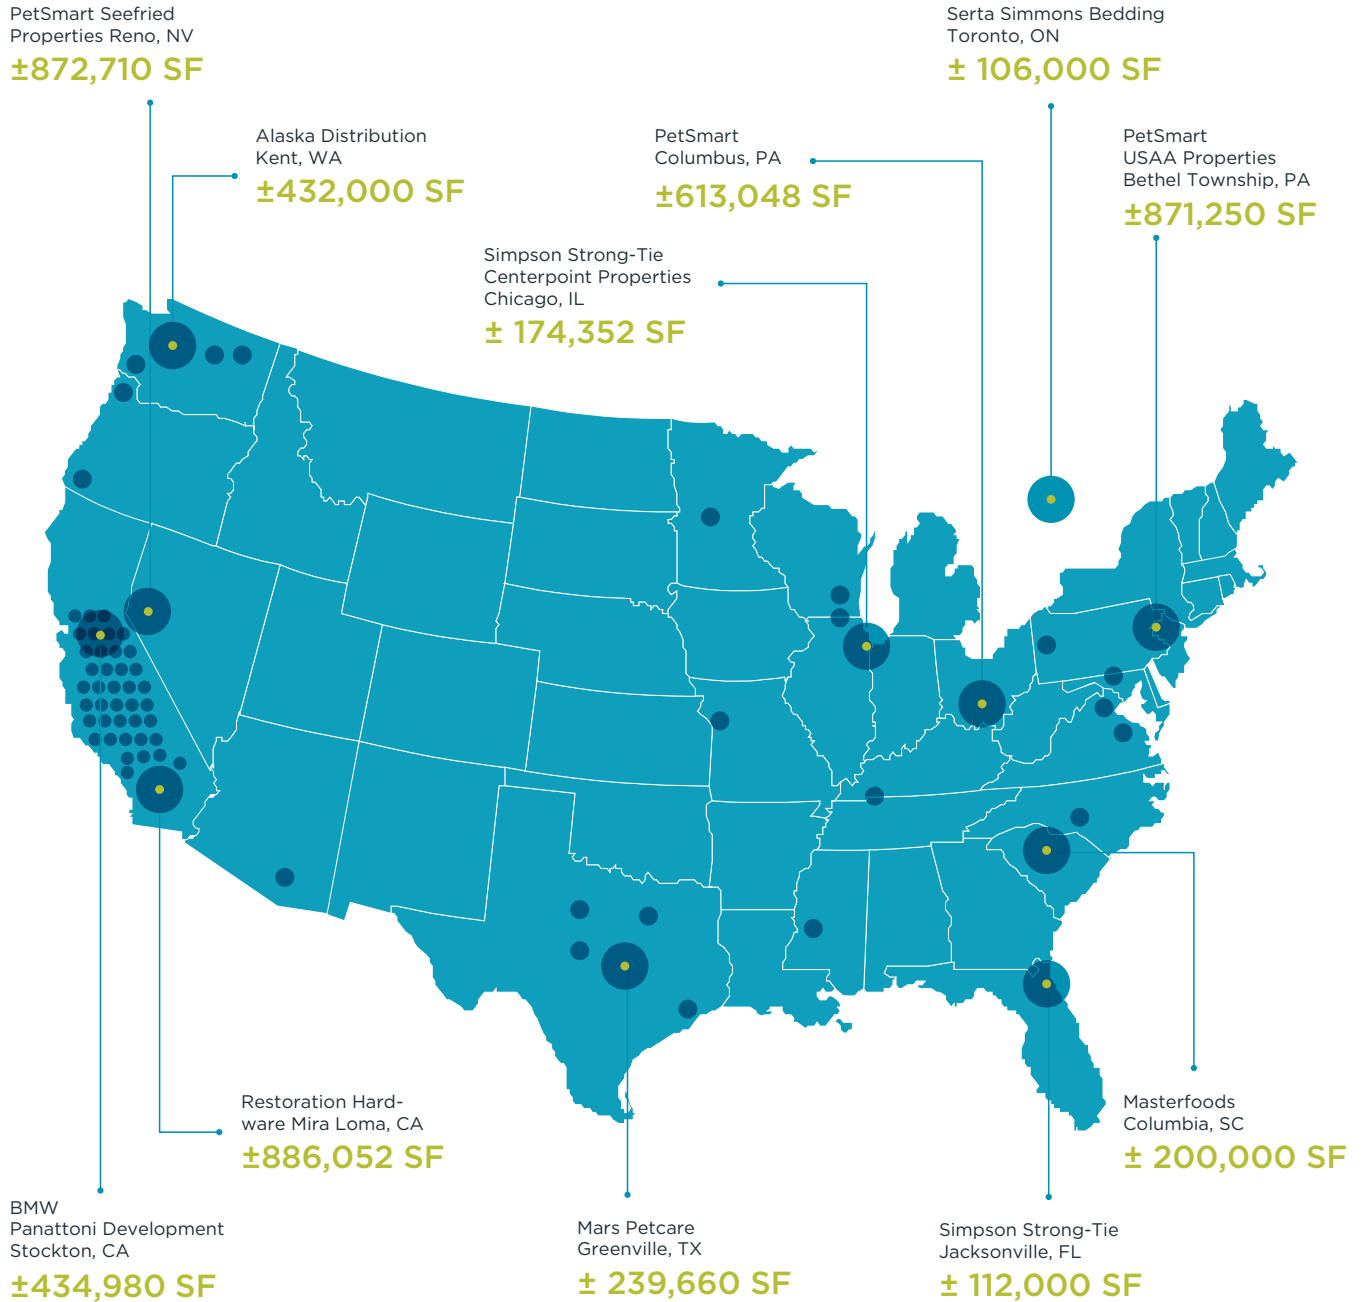 PetSmart Seefried
Properties Reno, NV
±872,710 SF
Serta Simmons Bedding
Toronto, ON
± 106,000 SF
Alaska Distribution
Kent, WA
±432,000 SF
PetSmart
Columbus, PA
±613,048 SF
PetSmart
USAA Properties
Bethel Township, PA
±871,250 SF
Simpson Strong-Tie
Centerpoint Properties
Chicago, IL
± 174,352 SF
Restoration Hard-
ware Mira Loma, CA
±886,052 SF
Masterfoods
Columbia, SC
± 200,000 SF
BMW
Panattoni Development
Stockton, CA
±434,980 SF
Mars Petcare
Greenville, TX
± 239,660 SF
Simpson Strong-Tie
Jacksonville, FL
± 112,000 SF